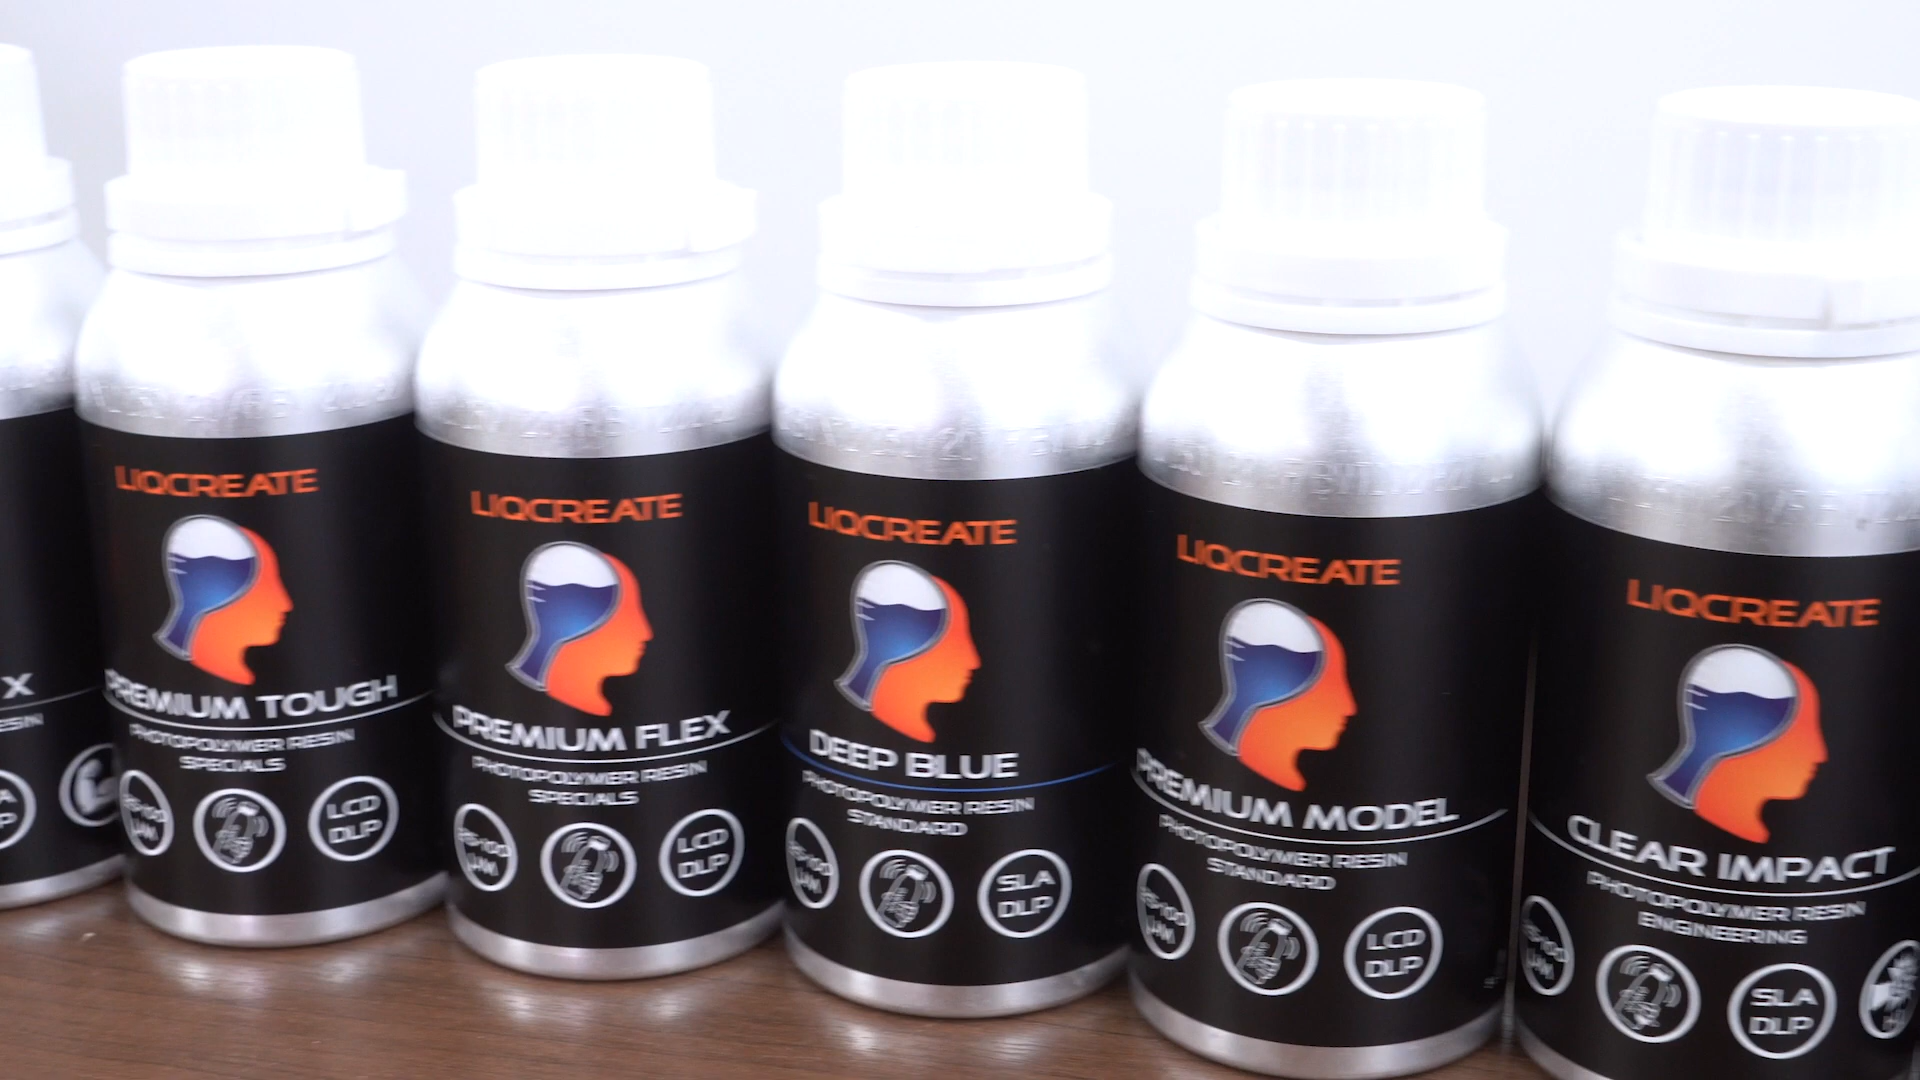 X
LIQCREATE
PREMIUM TOUGH
PHOTOPOLYMER RESIN
SPECIALS
LCD
DLP
LIQCREATE
PREMIUM FLEX
PHOTOPOLYMER RESIN
SPECIALS
LCD
DLP
LIQCREATE
DEEP BLUE
PHOTOPOLYMER RESIN
STANDARD
SLA
DLP
LIQCREATE
PREMIUM MODEL
PHOTOPOLYMER RESIN
STANDARD
LCD
DLP
LIQCREATE
CLEAR IMPACT
PHOTOPOLYMER RESIN
ENGINEERING
SLA
DLP